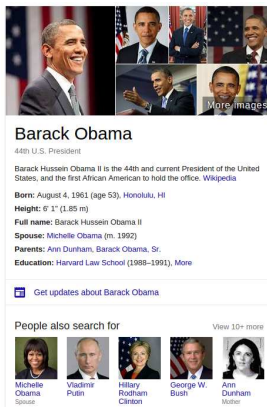 More images
Barack Obama
44th U.S. President
Barack Hussein Obama II is the 44th and current President of the United
States, and the first African American to hold the office. Wikipedia
Born: August 4, 1961 (age 53), Honolulu, HI
Height: 6' 1" (1.85 m)
Full name: Barack Hussein Obama II
Spouse: Michelle Obama (m. 1992)
Parents: Ann Dunham, Barack Obama, Sr.
Education: Harvard Law School (1988–1991), More
Get updates about Barack Obama
People also search for
View 10+ more
Michelle Obama
Spouse
Vladimir Putin
Hillary Rodham Clinton
George W. Bush
Ann Dunham
Mother